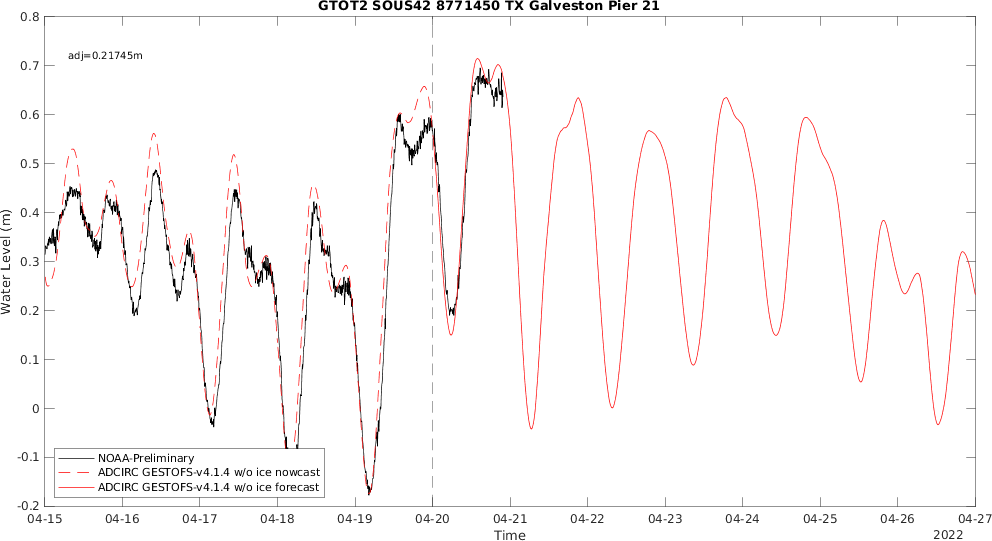 GTOT2 SOUS42 8771450 TX Galveston Pier 21
0.8
0.7
0.6
0.5
0.4
0.3
0.2
0.1
0
-0.1
-0.2
Water Level (m)
adj=0.21745m
NOAA-Preliminary
ADCIRC GESTOFS-v4.1.4 w/o ice nowcast
ADCIRC GESTOFS-v4.1.4 w/o ice forecast
04-15 04-16 04-17 04-18 04-19 04-20 04-21 04-22 04-23 04-24 04-25 04-26 04-27
Time
2022